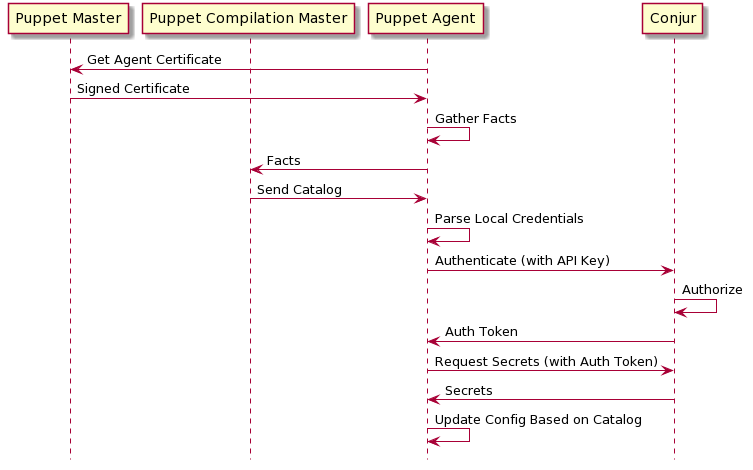 Puppet Master
Puppet Compilation Master
Puppet Agent
Conjur
Get Agent Certificate
Signed Certificate
Gather Facts
Facts
Send Catalog
Parse Local Credentials
Authenticate (with API Key)
Authorize
Auth Token
Request Secrets (with Auth Token)
Secrets
Update Config Based on Catalog